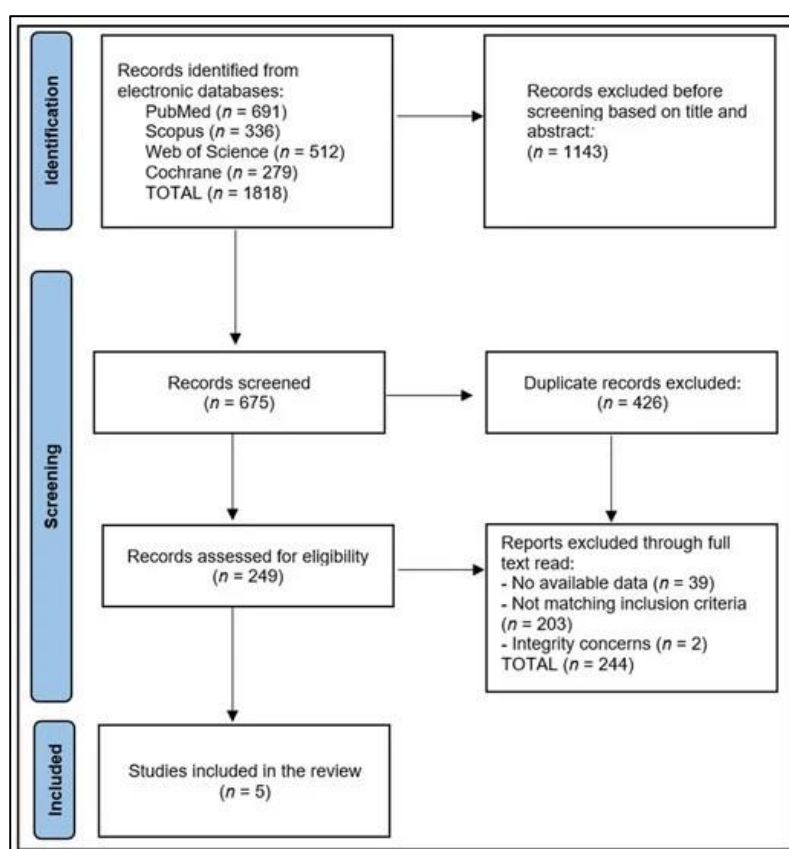 Identification
Records identified from
electronic databases:
PubMed (n = 691)
Scopus (n = 336)
Web of Science (n = 512)
Cochrane (n = 279)
TOTAL (n = 1818)
Records excluded before
screening based on title and
abstract:
(n = 1143)
Screening
Records screened
(n = 675)
Duplicate records excluded:
(n = 426)
Records assessed for eligibility
(n = 249)
Reports excluded through full
text read:
- No available data (n = 39)
- Not matching inclusion criteria
(n = 203)
- Integrity concerns (n = 2)
TOTAL (n = 244)
Included
Studies included in the review
(n = 5)